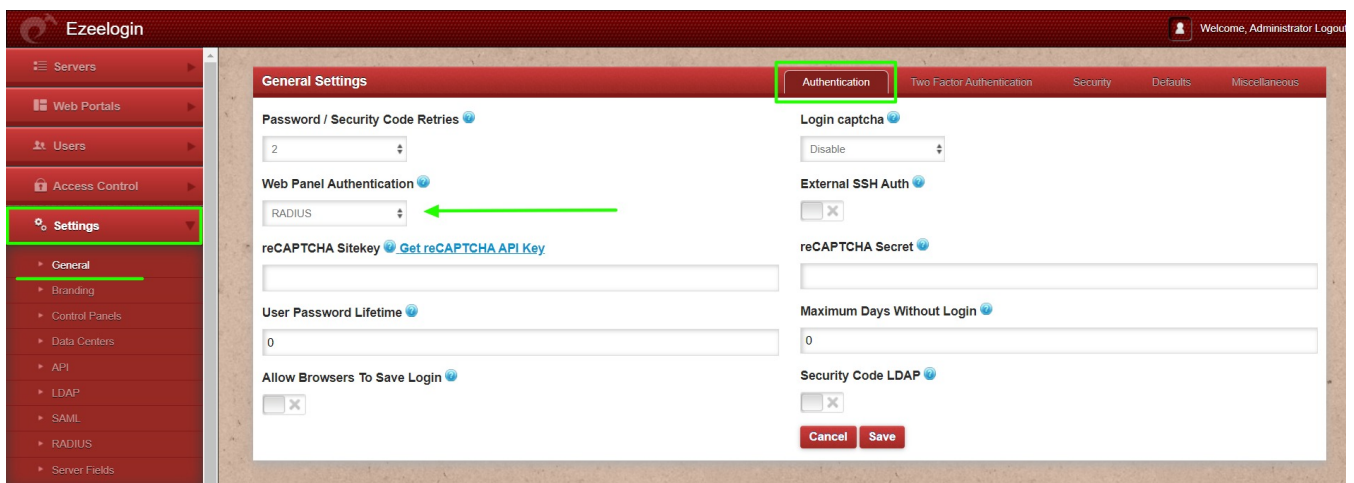 Ezeelogin
Welcome, Administrator Logout
Servers
Web Portals
Users
Access Control
Settings
General
Branding
Control Panels
Data Centers
API
LDAP
SAML
RADIUS
Server Fields
General Settings
Authentication
Two Factor Authentication
Security
Defaults
Miscellaneous
Password / Security Code Retries
2
Login captcha
Disable
Web Panel Authentication
RADIUS
External SSH Auth
reCAPTCHA Sitekey Get reCAPTCHA API Key
reCAPTCHA Secret
User Password Lifetime
0
Maximum Days Without Login
0
Allow Browsers To Save Login
Security Code LDAP
Cancel Save